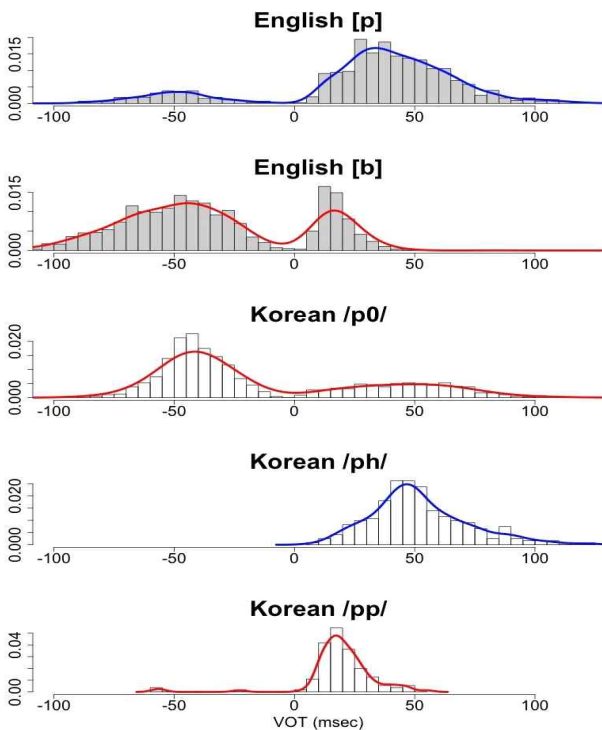 English [p]
0.000 0.015
-100 -50 0 50 100
English [b]
0.000 0.015
-100 -50 0 50 100
Korean /p0/
0.000 0.020
-100 -50 0 50 100
Korean /ph/
0.000 0.020
-100 -50 0 50 100
Korean /pp/
0.00 0.04
-100 -50 0 50 100
VOT (msec)